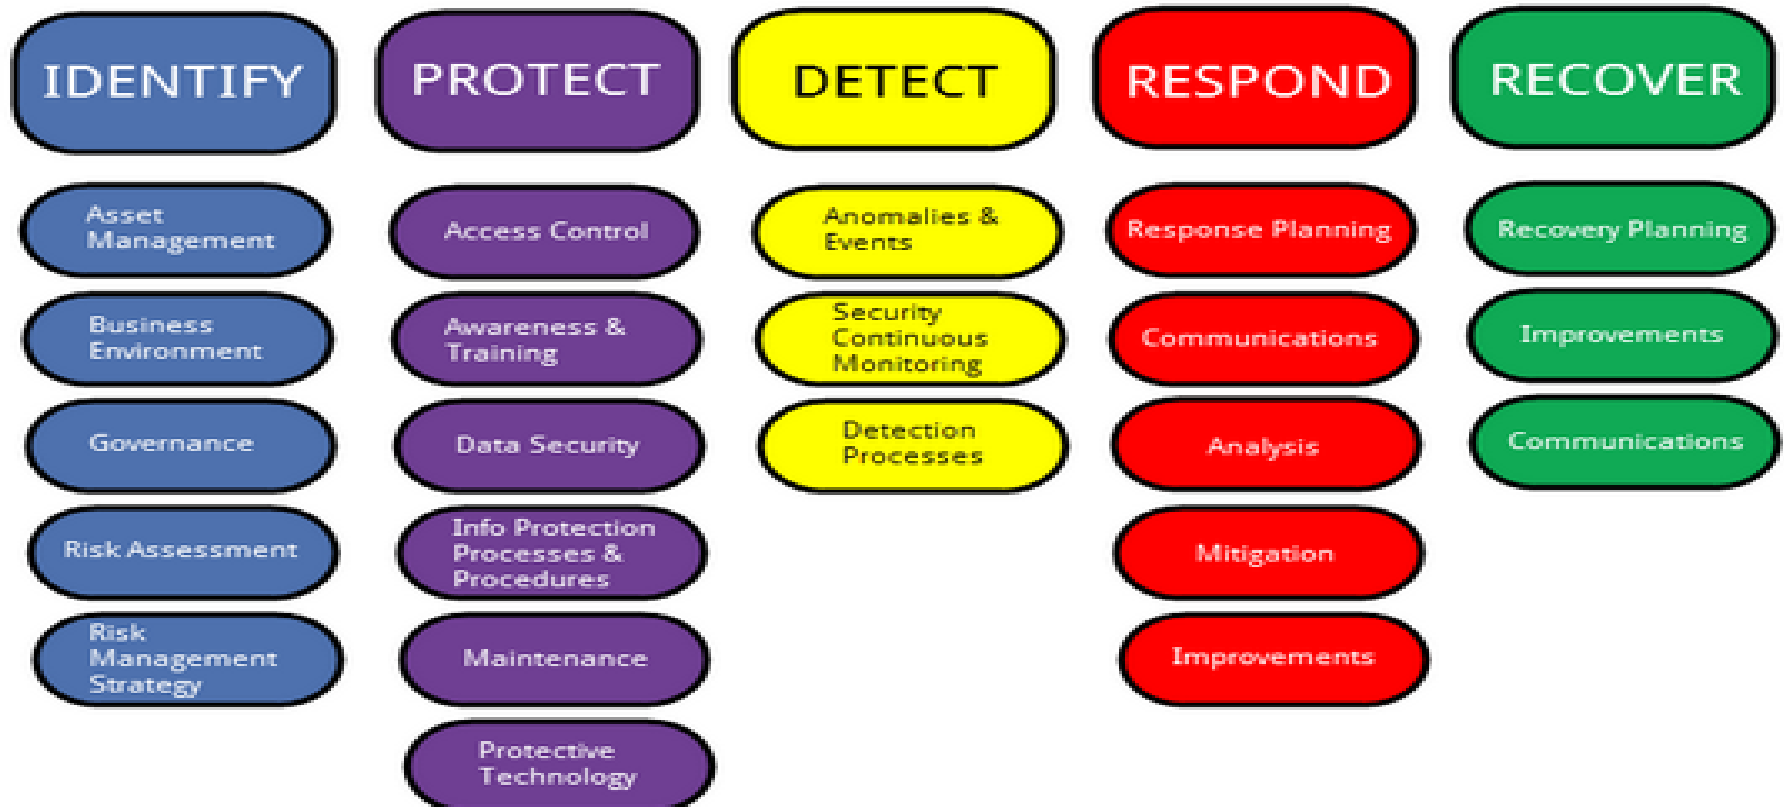 IDENTIFY
PROTECT
DETECT
RESPOND
RECOVER
Asset
Management
Business
Environment
Governance
Risk Assessment
Risk
Management
Strategy
Access Control
Awareness &
Training
Data Security
Info Protection
Processes &
Procedures
Maintenance
Protective
Technology
Anomalies &
Events
Security
Continuous
Monitoring
Detection
Processes
Response Planning
Communications
Analysis
Mitigation
Improvements
Recovery Planning
Improvements
Communications